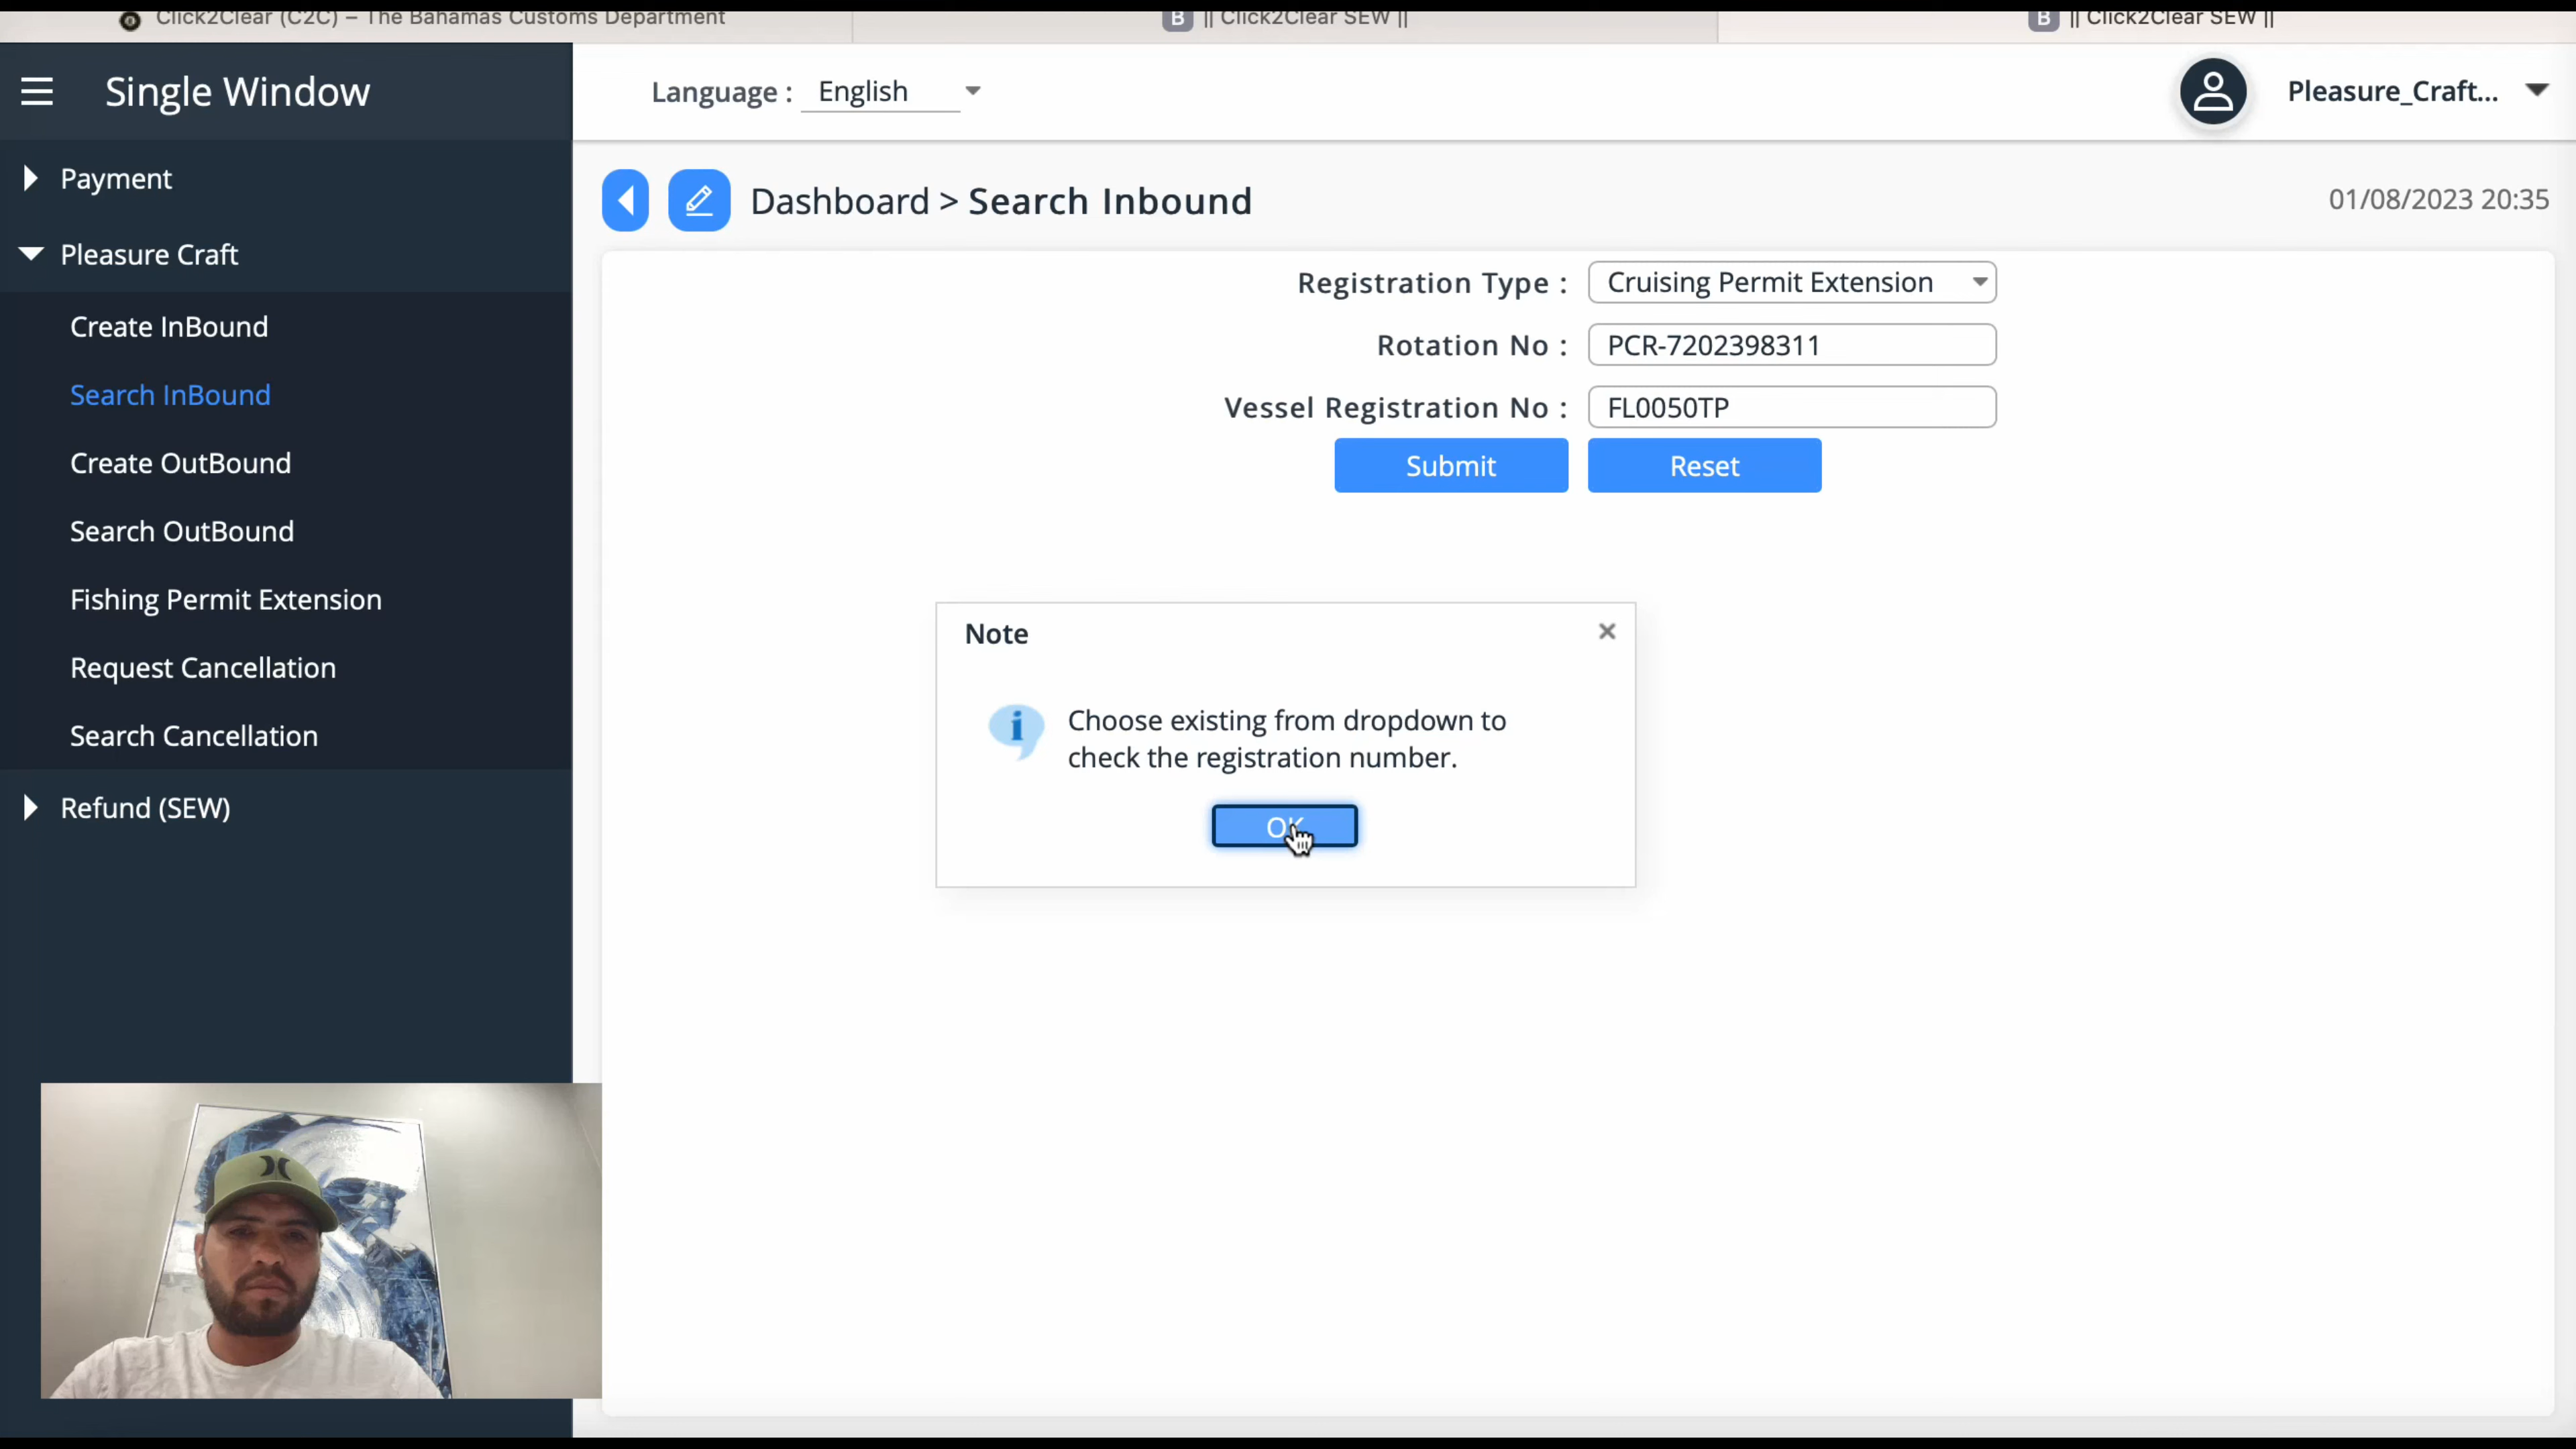 Click2Clear (C2C) – The Bahamas Customs Department
B || Click2Clear SEW ||
B || Click2Clear SEW ||
Single Window
Language : English
Pleasure_Craft...
Payment
Pleasure Craft
Create InBound
Search InBound
Create OutBound
Search OutBound
Fishing Permit Extension
Request Cancellation
Search Cancellation
Refund (SEW)
Dashboard > Search Inbound
01/08/2023 20:35
Registration Type : Cruising Permit Extension
Rotation No : PCR-7202398311
Vessel Registration No : FL0050TP
Submit Reset
Note
Choose existing from dropdown to
check the registration number.
OK